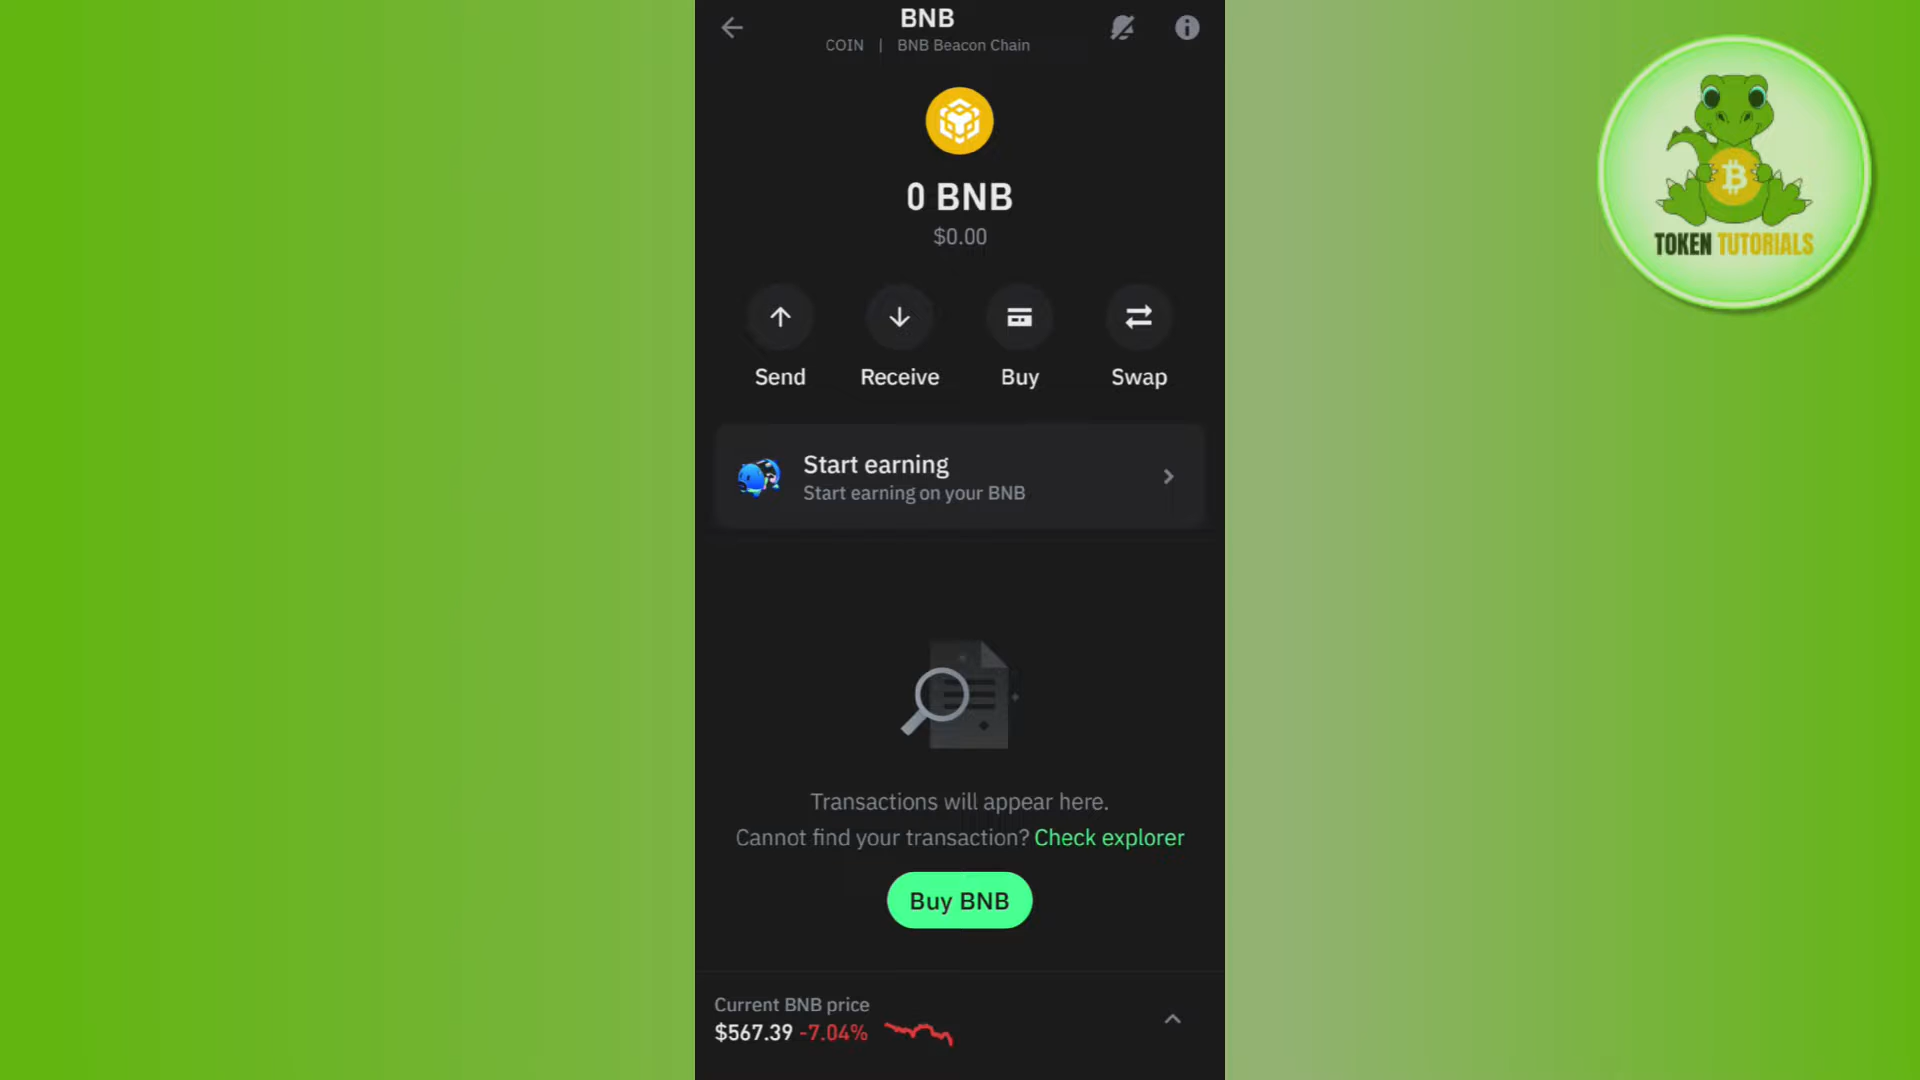 BNB
COIN | BNB Beacon Chain
0 BNB
$0.00
Send Receive Buy Swap
Start earning
Start earning on your BNB
Transactions will appear here.
Cannot find your transaction? Check explorer
Buy BNB
Current BNB price
$567.39 -7.04%
TOKEN TUTORIALS